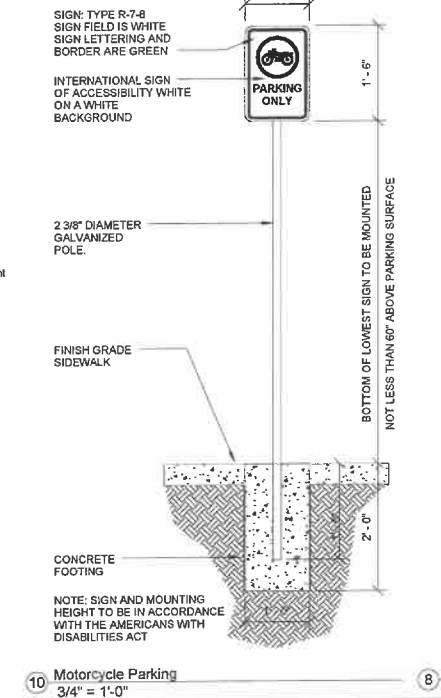 SIGN: TYPE R-7-8
SIGN FIELD IS WHITE
SIGN LETTERING AND
BORDER ARE GREEN
INTERNATIONAL SIGN
OF ACCESSIBILITY WHITE
ON A WHITE
BACKGROUND
PARKING
ONLY
1'-6"
2 3/8" DIAMETER
GALVANIZED
POLE.
BOTTOM OF LOWEST SIGN TO BE MOUNTED
NOT LESS THAN 60" ABOVE PARKING SURFACE
FINISH GRADE
SIDEWALK
2'-0"
CONCRETE
FOOTING
NOTE: SIGN AND MOUNTING
HEIGHT TO BE IN ACCORDANCE
WITH THE AMERICANS WITH
DISABILITIES ACT
10 Motorcycle Parking
3/4" = 1'-0"
8